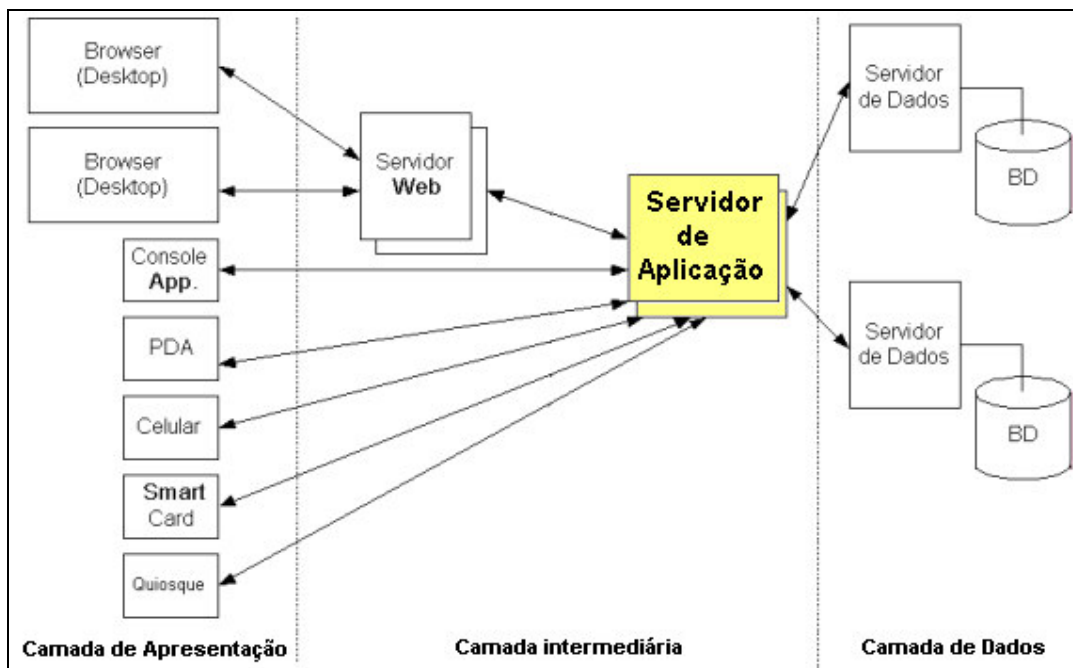 Browser
(Desktop)
Browser
(Desktop)
Console
App.
PDA
Celular
Smart
Card
Quiosque
Camada de Apresentação
Servidor
Web
Servidor
de
Aplicação
Camada intermediária
Servidor
de Dados
BD
Servidor
de Dados
BD
Camada de Dados